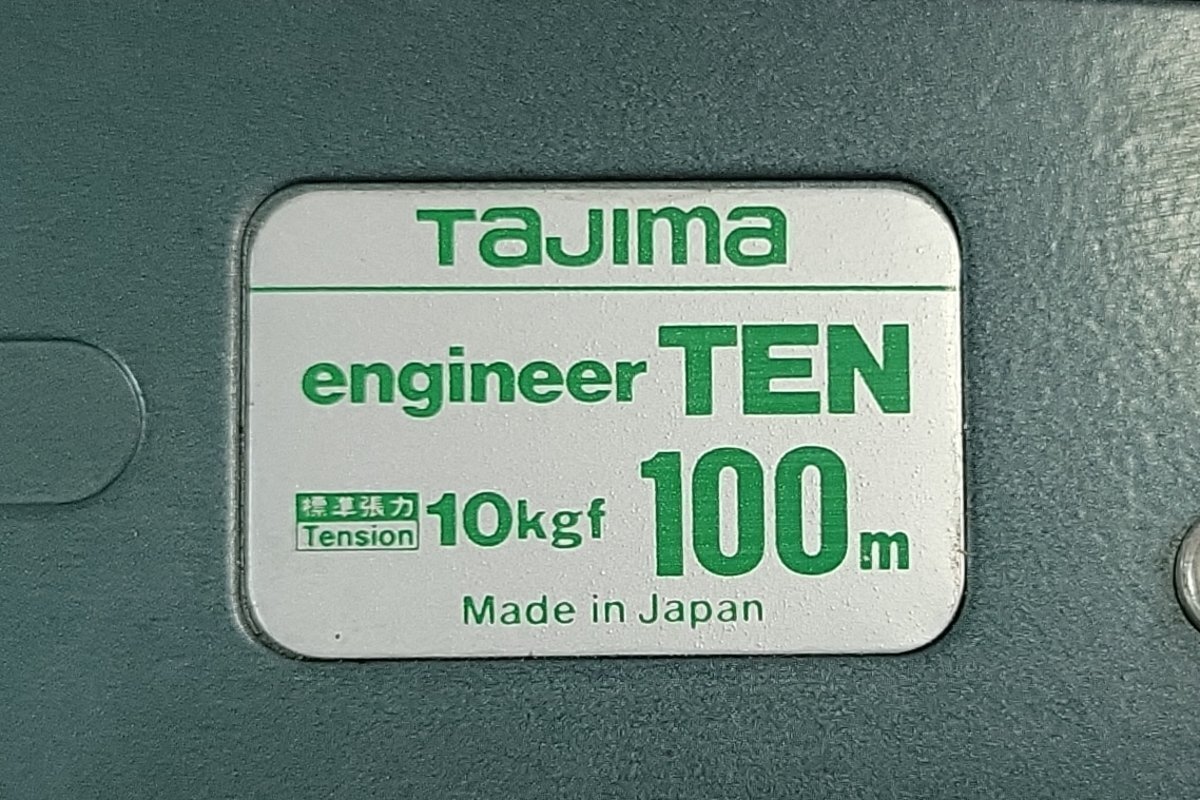 TaJIma
engineer TEN
標準張力
Tension 10kgf 100m
Made in Japan